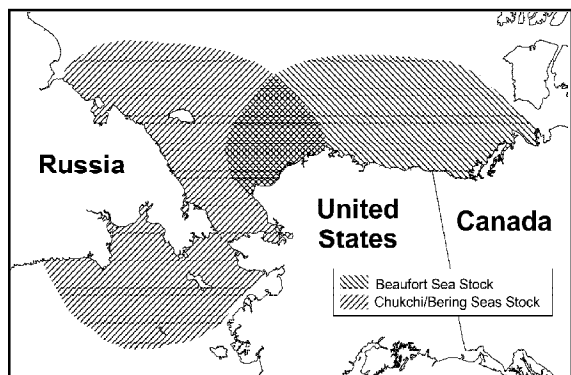 Russia
United
States
Canada
Beaufort Sea Stock
Chukchi/Bering Seas Stock